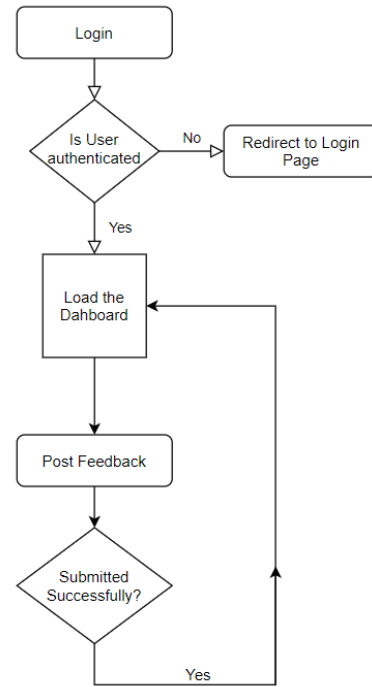 Login
Is User
authenticated
No
Redirect to Login
Page
Yes
Load the
Dahboard
Post Feedback
Submitted
Successfully?
Yes